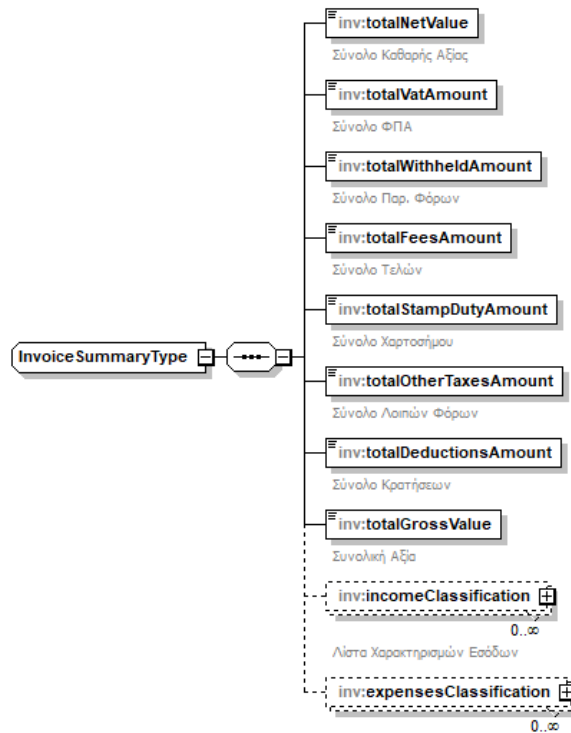 inv:totalNetValue
Σύνολο Καθαρής Αξίας
inv:totalVatAmount
Σύνολο ΦΠΑ
inv:totalWithheldAmount
Σύνολο Παρ. Φόρων
inv:totalFeesAmount
Σύνολο Τελών
inv:totalStampDutyAmount
Σύνολο Χαρτοσήμου
InvoiceSummaryType
inv:totalOtherTaxesAmount
Σύνολο Λοιπών Φόρων
inv:totalDeductionsAmount
Σύνολο Κρατήσεων
inv:totalGrossValue
Συνολική Αξία
inv:incomeClassification
0..∞
Λίστα Χαρακτηρισμών Εσόδων
inv:expensesClassification
0..∞